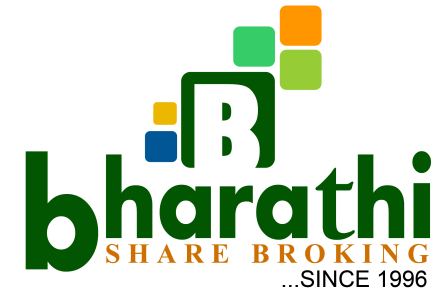 B
bharathi
SHARE BROKING
...SINCE 1996